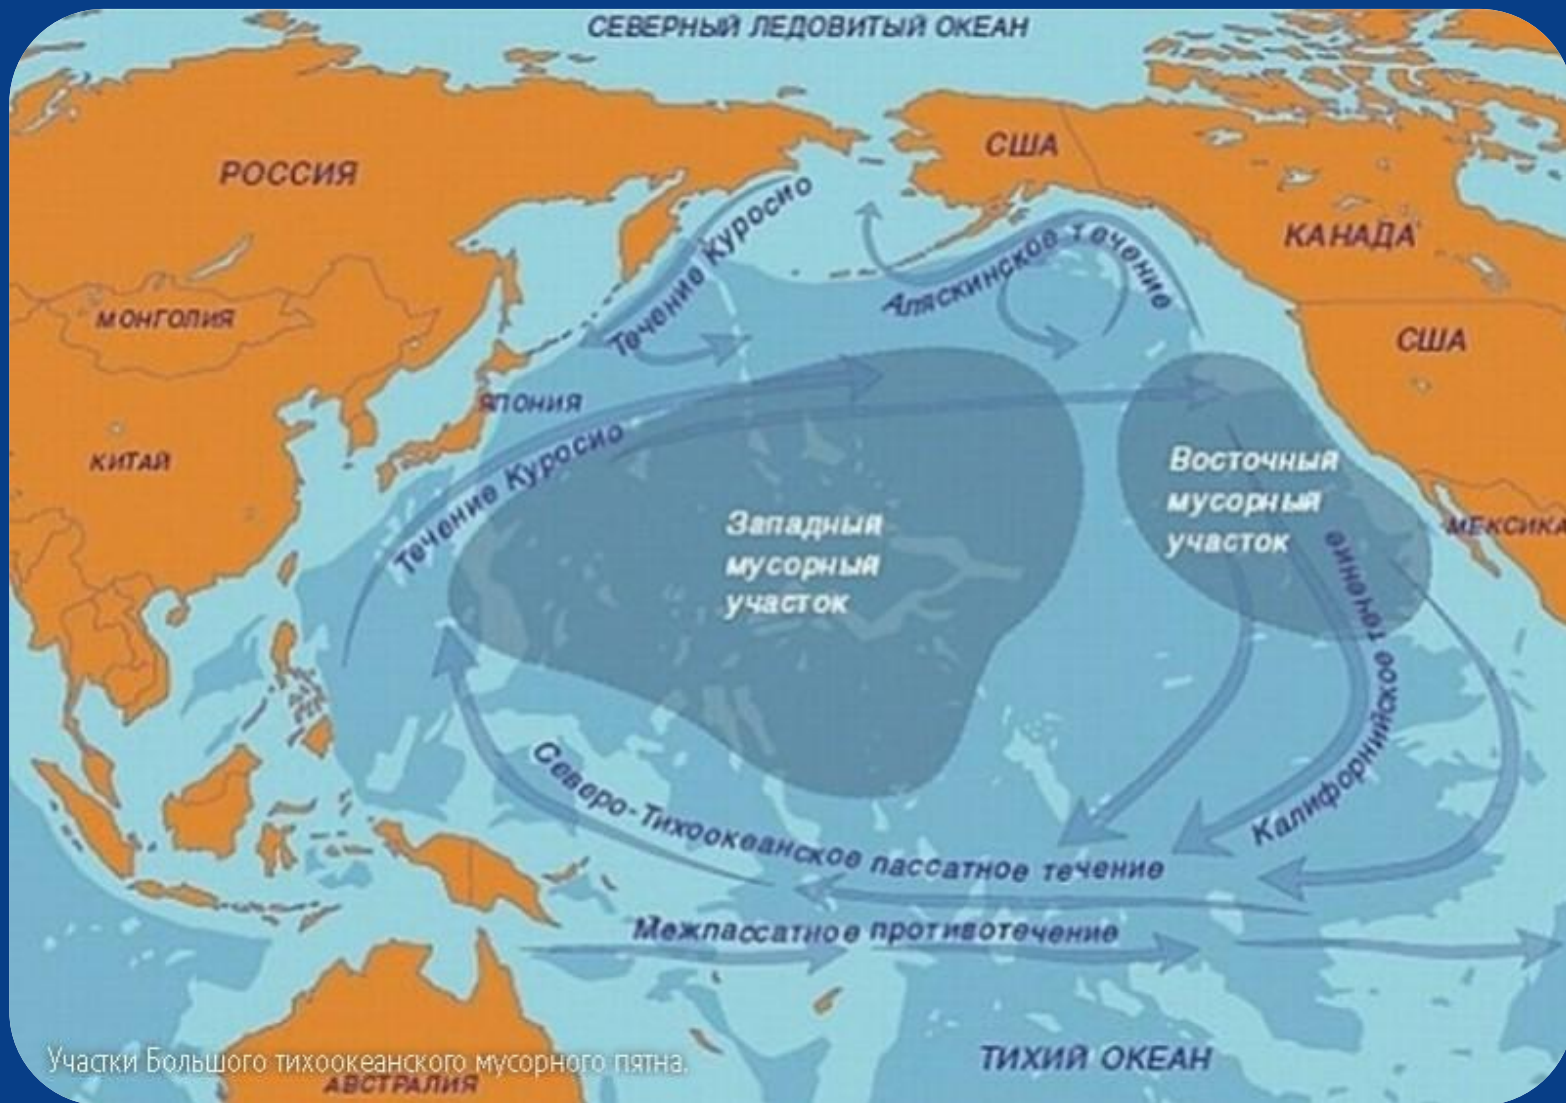 СЕВЕРНЫЙ ЛЕДОВИТЫЙ ОКЕАН
РОССИЯ
США
КАНАДА
Течение Куросио
Аляскинское течение
МОНГОЛИЯ
США
ЯПОНИЯ
КИТАЙ
Течение Куросио
Западный
мусорный
участок
Восточный
мусорный
участок
МЕКСИКА
Калифорнийское течение
Северо-Тихоокеанское пассатное течение
Межпассатное противотечение
ТИХИЙ ОКЕАН
Участки Большого тихоокеанского мусорного пятна.
АВСТРАЛИЯ